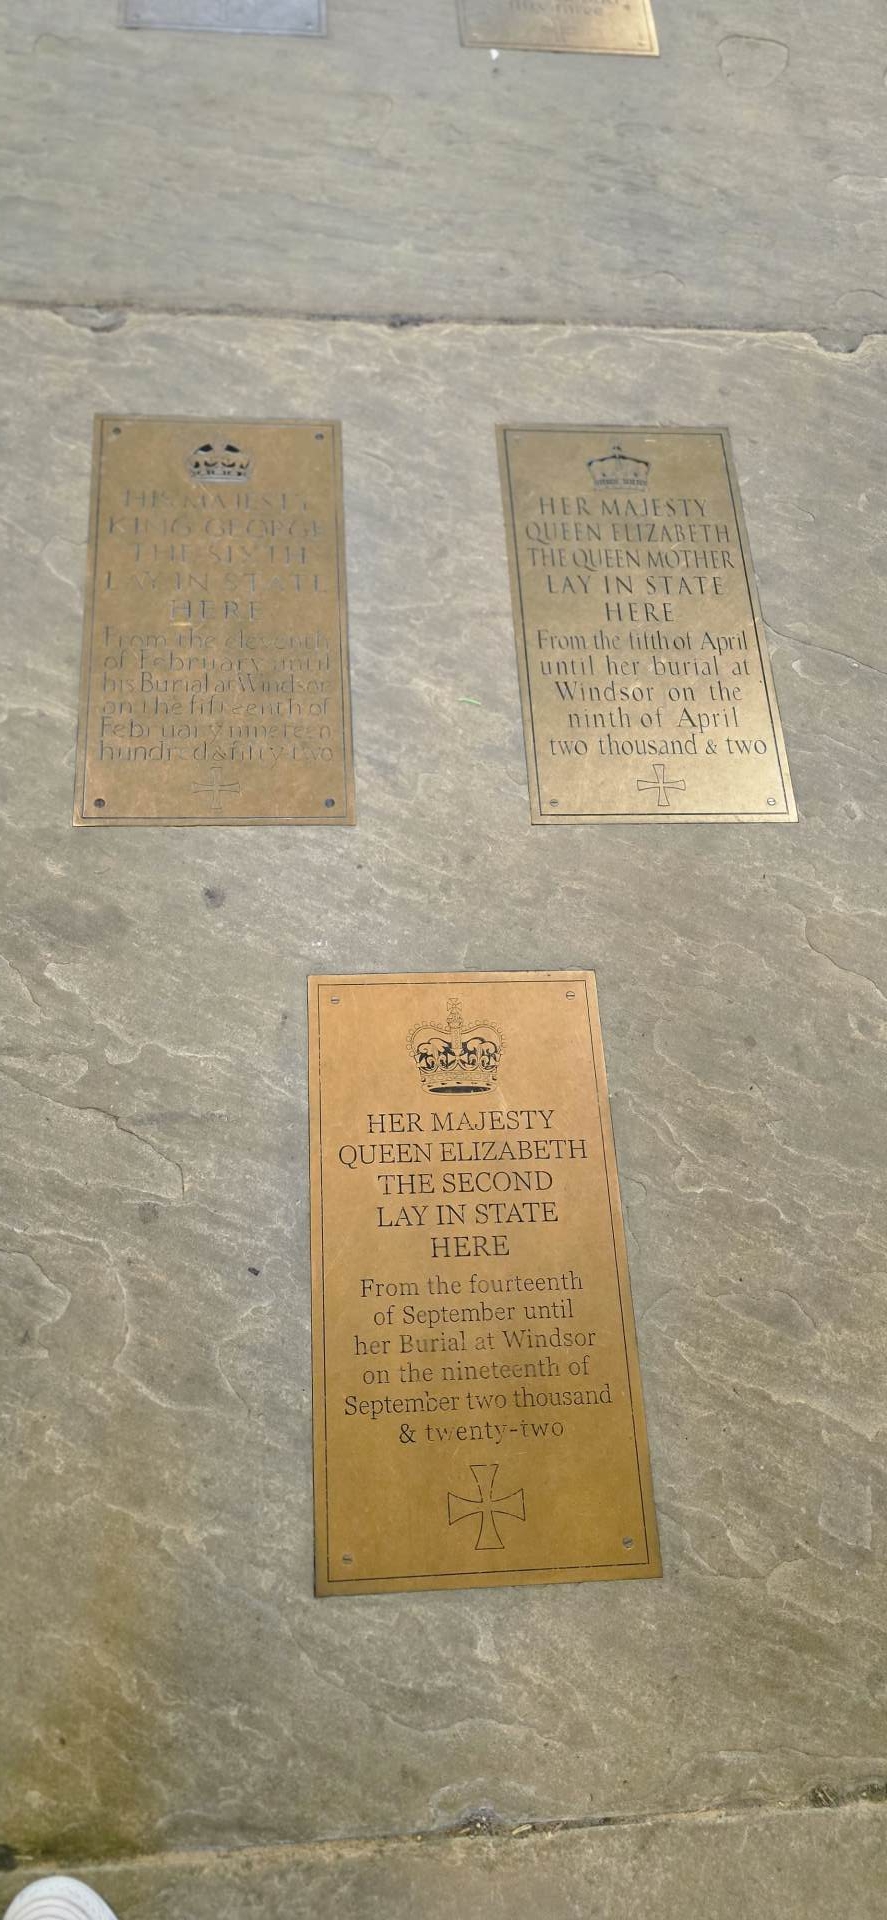 fifty three
HIS MAJESTY
KING GEORGE
THE SIXTH
LAY IN STATE
HERE
From the eleventh
of February until
his Burial at Windsor
on the fifteenth of
February nineteen
hundred & fifty-two
HER MAJESTY
QUEEN ELIZABETH
THE QUEEN MOTHER
LAY IN STATE
HERE
From the fifth of April
until her burial at
Windsor on the
ninth of April
two thousand & two
HER MAJESTY
QUEEN ELIZABETH
THE SECOND
LAY IN STATE
HERE
From the fourteenth
of September until
her Burial at Windsor
on the nineteenth of
September two thousand
& twenty-two